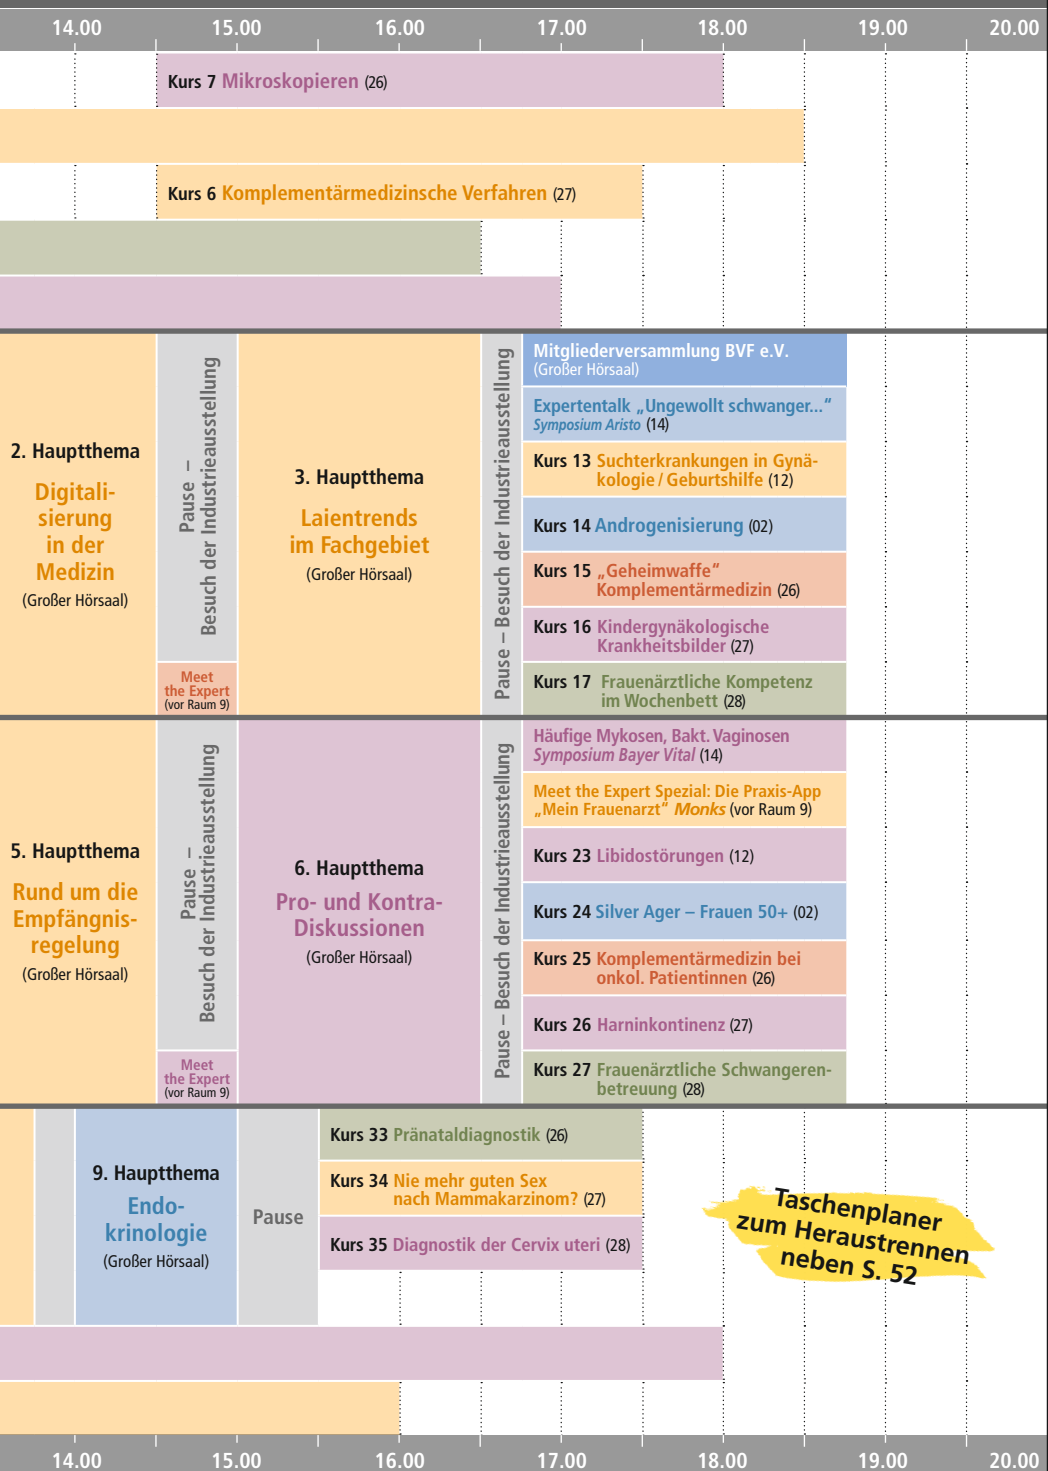 14.00 15.00 16.00 17.00 18.00 19.00 20.00
Kurs 7 Mikroskopieren (26)
Kurs 6 Komplementärmedizinsche Verfahren (27)
2. Hauptthema
Digitali-
sierung
in der
Medizin
(Großer Hörsaal)
Pause –
Besuch der Industrieausstellung
Meet
the Expert
(vor Raum 9)
3. Hauptthema
Laientrends
im Fachgebiet
(Großer Hörsaal)
Pause – Besuch der Industrieausstellung
Mitgliederversammlung BVF e.V.
(Großer Hörsaal)
Expertentalk „Ungewollt schwanger...“
Symposium Aristo (14)
Kurs 13 Suchterkrankungen in Gynä-
kologie / Geburtshilfe (12)
Kurs 14 Androgenisierung (02)
Kurs 15 „Geheimwaffe“
Komplementärmedizin (26)
Kurs 16 Kindergynäkologische
Krankheitsbilder (27)
Kurs 17 Frauenärztliche Kompetenz
im Wochenbett (28)
5. Hauptthema
Rund um die
Empfängnis-
regelung
(Großer Hörsaal)
Pause –
Besuch der Industrieausstellung
Meet
the Expert
(vor Raum 9)
6. Hauptthema
Pro- und Kontra-
Diskussionen
(Großer Hörsaal)
Pause – Besuch der Industrieausstellung
Häufige Mykosen, Bakt. Vaginosen
Symposium Bayer Vital (14)
Meet the Expert Spezial: Die Praxis-App
„Mein Frauenarzt“ Monks (vor Raum 9)
Kurs 23 Libidostörungen (12)
Kurs 24 Silver Ager – Frauen 50+ (02)
Kurs 25 Komplementärmedizin bei
onkol. Patientinnen (26)
Kurs 26 Harninkontinenz (27)
Kurs 27 Frauenärztliche Schwangeren-
betreuung (28)
9. Hauptthema
Endo-
krinologie
(Großer Hörsaal)
Pause
Kurs 33 Pränataldiagnostik (26)
Kurs 34 Nie mehr guten Sex
nach Mammakarzinom? (27)
Kurs 35 Diagnostik der Cervix uteri (28)
Taschenplaner
zum Heraustrennen
neben S. 52
14.00 15.00 16.00 17.00 18.00 19.00 20.00